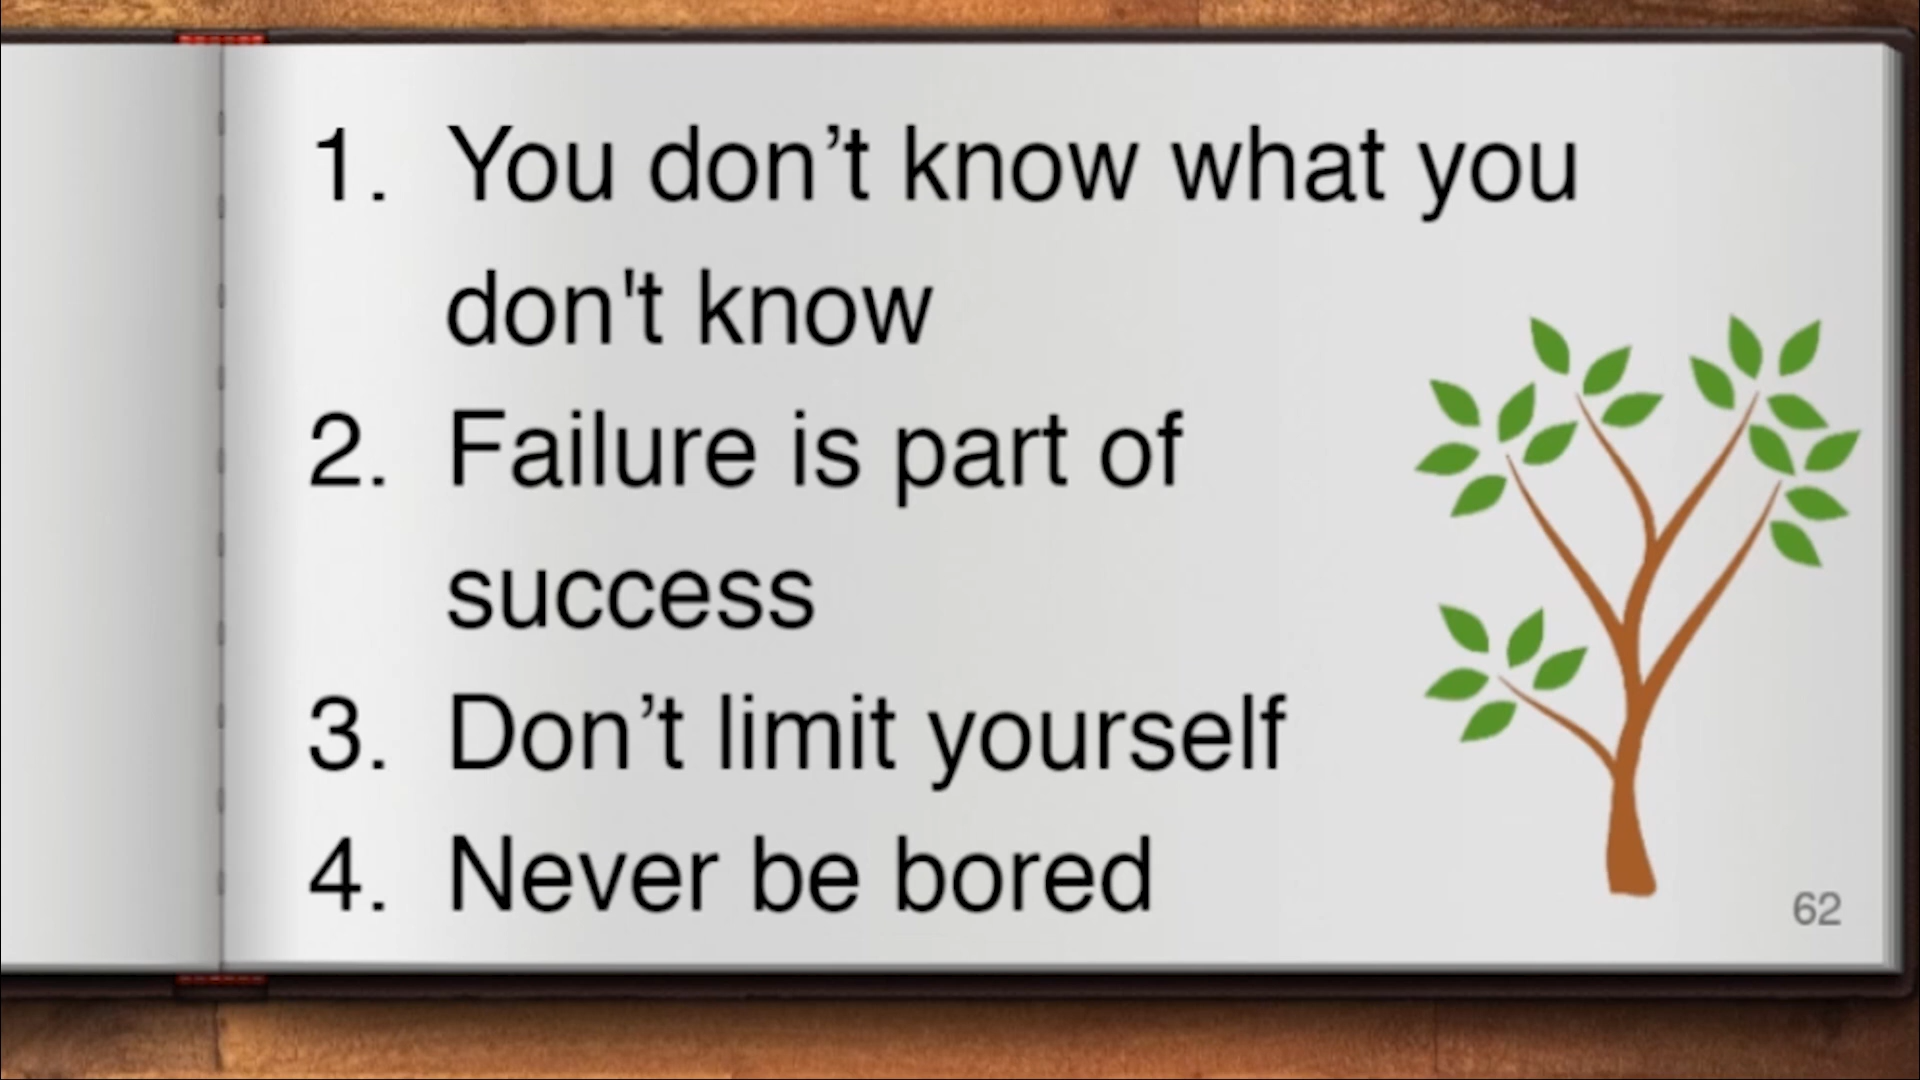 1. You don’t know what you
don't know
2. Failure is part of
success
3. Don’t limit yourself
4. Never be bored
62